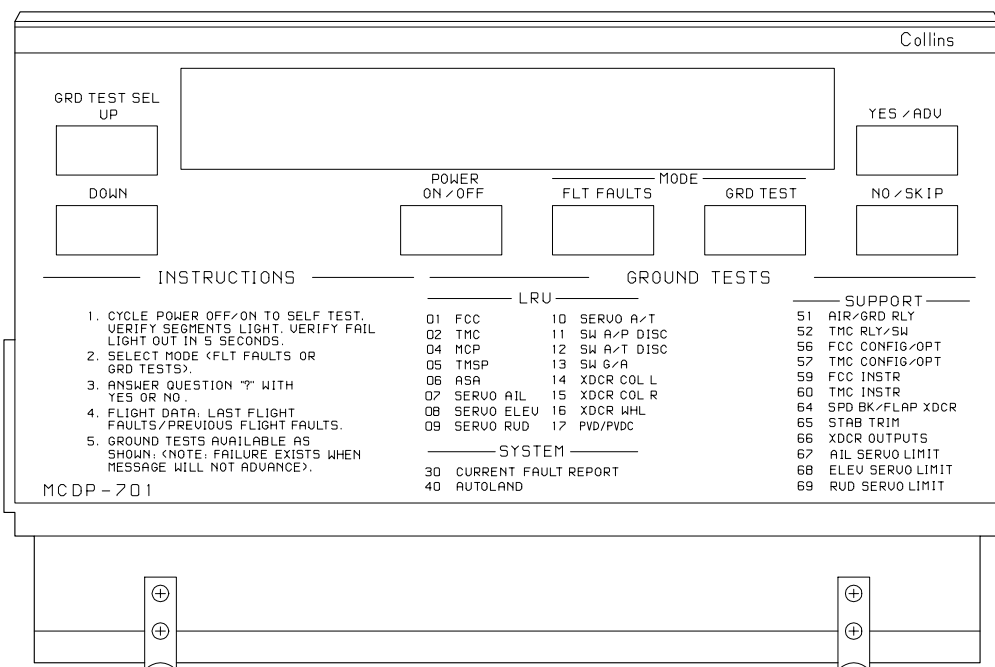 Collins
GRD TEST SEL
UP
YES / ADV
DOWN
POWER
ON / OFF
MODE
FLT FAULTS
GRD TEST
NO / SKIP
INSTRUCTIONS
1. CYCLE POWER OFF/ON TO SELF TEST.
VERIFY SEGMENTS LIGHT. VERIFY FAIL
LIGHT OUT IN 5 SECONDS.
2. SELECT MODE (FLT FAULTS OR
GRD TESTS).
3. ANSWER QUESTION "?" WITH
YES OR NO.
4. FLIGHT DATA: LAST FLIGHT
FAULTS/PREVIOUS FLIGHT FAULTS.
5. GROUND TESTS AVAILABLE AS
SHOWN: (NOTE: FAILURE EXISTS WHEN
MESSAGE WILL NOT ADVANCE).
MCDP-701
GROUND TESTS
LRU
01 FCC
02 TMC
04 MCP
05 TMSP
06 ASA
07 SERVO AIL
08 SERVO ELEV
09 SERVO RUD
10 SERVO A/T
11 SW A/P DISC
12 SW A/T DISC
13 SW G/A
14 XDCR COL L
15 XDCR COL R
16 XDCR WHL
17 PVD/PVDC
SYSTEM
30 CURRENT FAULT REPORT
40 AUTOLAND
SUPPORT
51 AIR/GRD RLY
52 TMC RLY/SW
56 FCC CONFIG/OPT
57 TMC CONFIG/OPT
59 FCC INSTR
60 TMC INSTR
64 SPD BK/FLAP XDCR
65 STAB TRIM
66 XDCR OUTPUTS
67 AIL SERVO LIMIT
68 ELEV SERVO LIMIT
69 RUD SERVO LIMIT